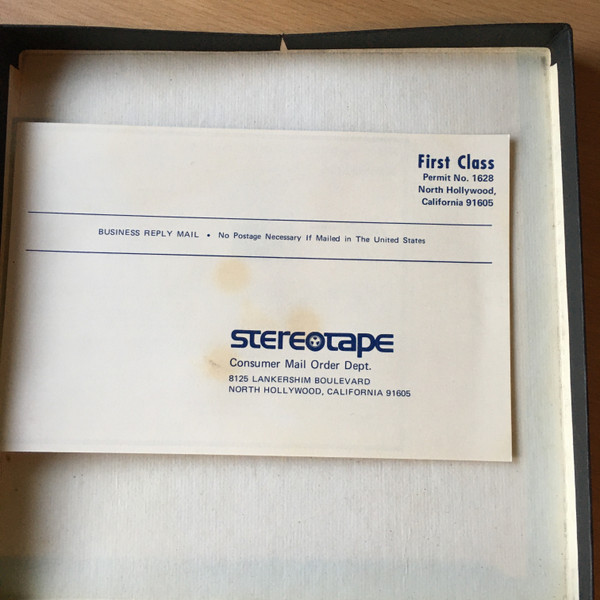 First Class
Permit No. 1628
North Hollywood,
California 91605
BUSINESS REPLY MAIL • No Postage Necessary If Mailed in The United States
stereotape
Consumer Mail Order Dept.
8125 LANKERSHIM BOULEVARD
NORTH HOLLYWOOD, CALIFORNIA 91605